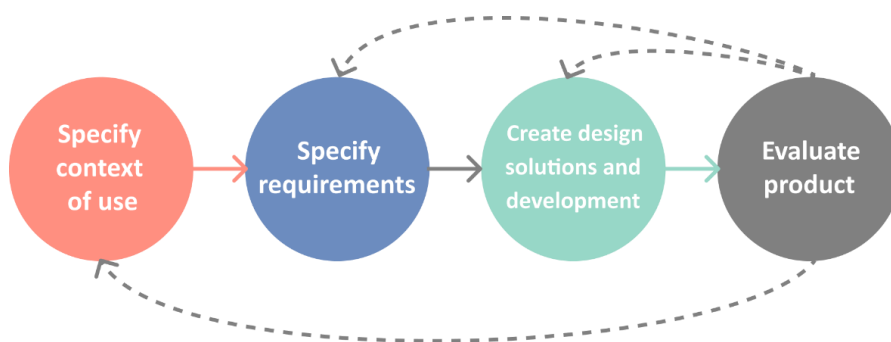 Specify
context
of use
Specify
requirements
Create design
solutions and
development
Evaluate
product